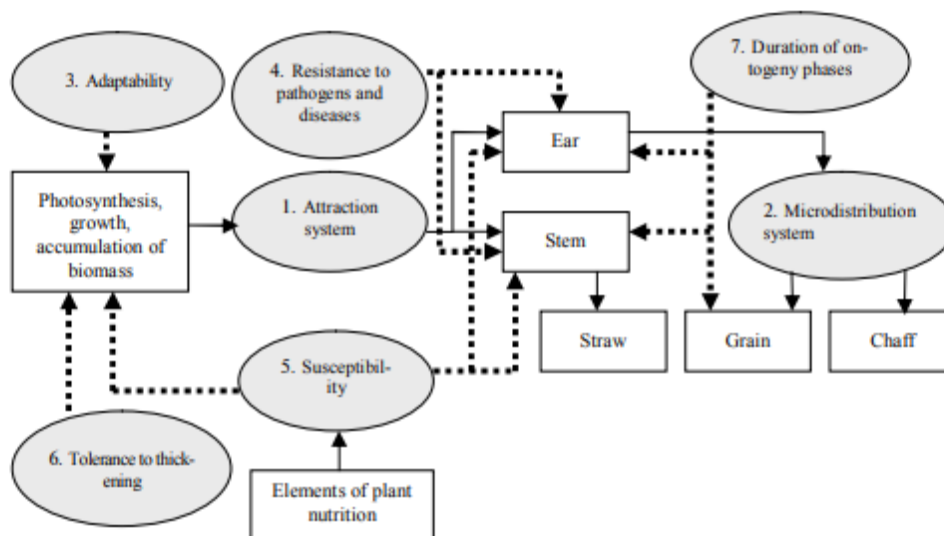 3. Adaptability
4. Resistance to
pathogens and
diseases
7. Duration of on-
togeny phases
Ear
Photosynthesis,
growth,
accumulation of
biomass
1. Attraction
system
2. Microdistribution
system
Stem
Straw
Grain
Chaff
5. Susceptibil-
ity
6. Tolerance to thick-
ening
Elements of plant
nutrition